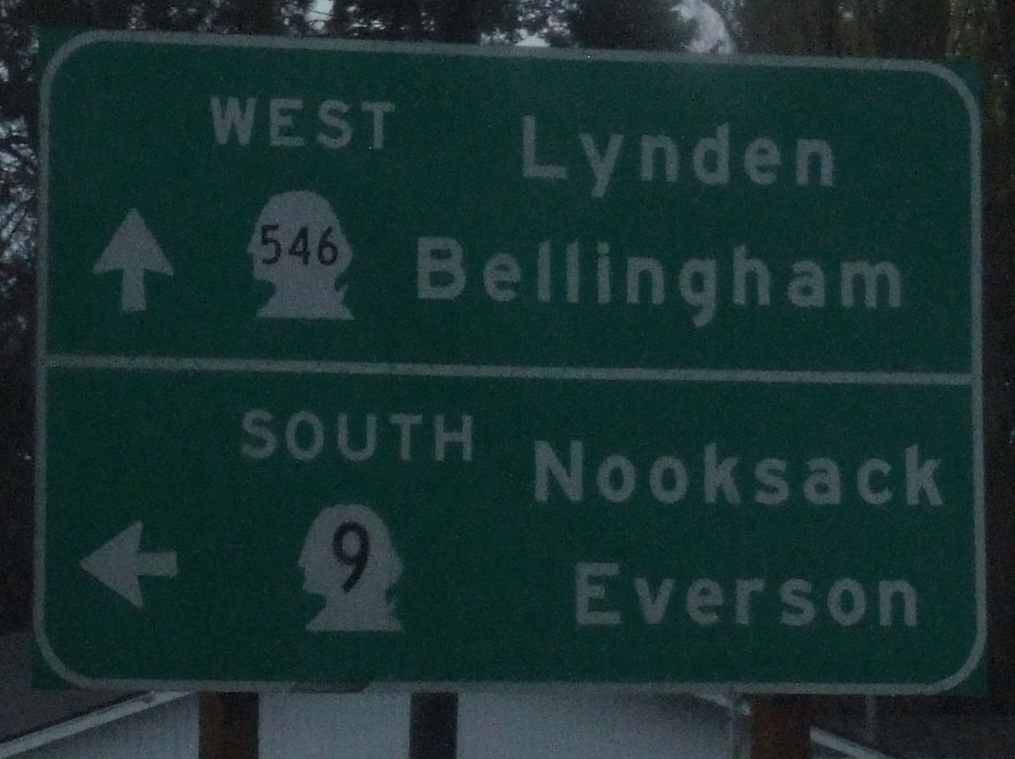 WEST
Lynden
546
Bellingham
SOUTH
Nooksack
9
Everson